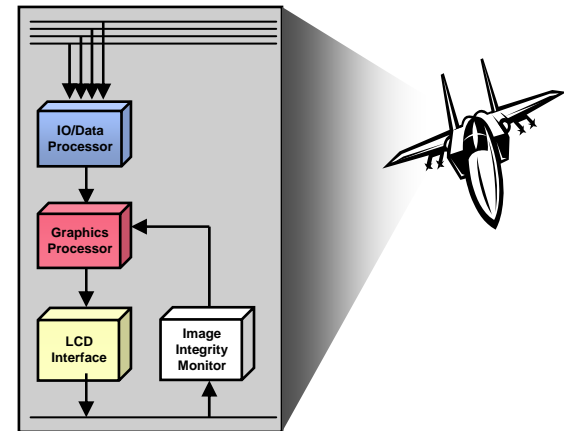 IO/Data
Processor
Graphics
Processor
LCD
Interface
Image
Integrity
Monitor